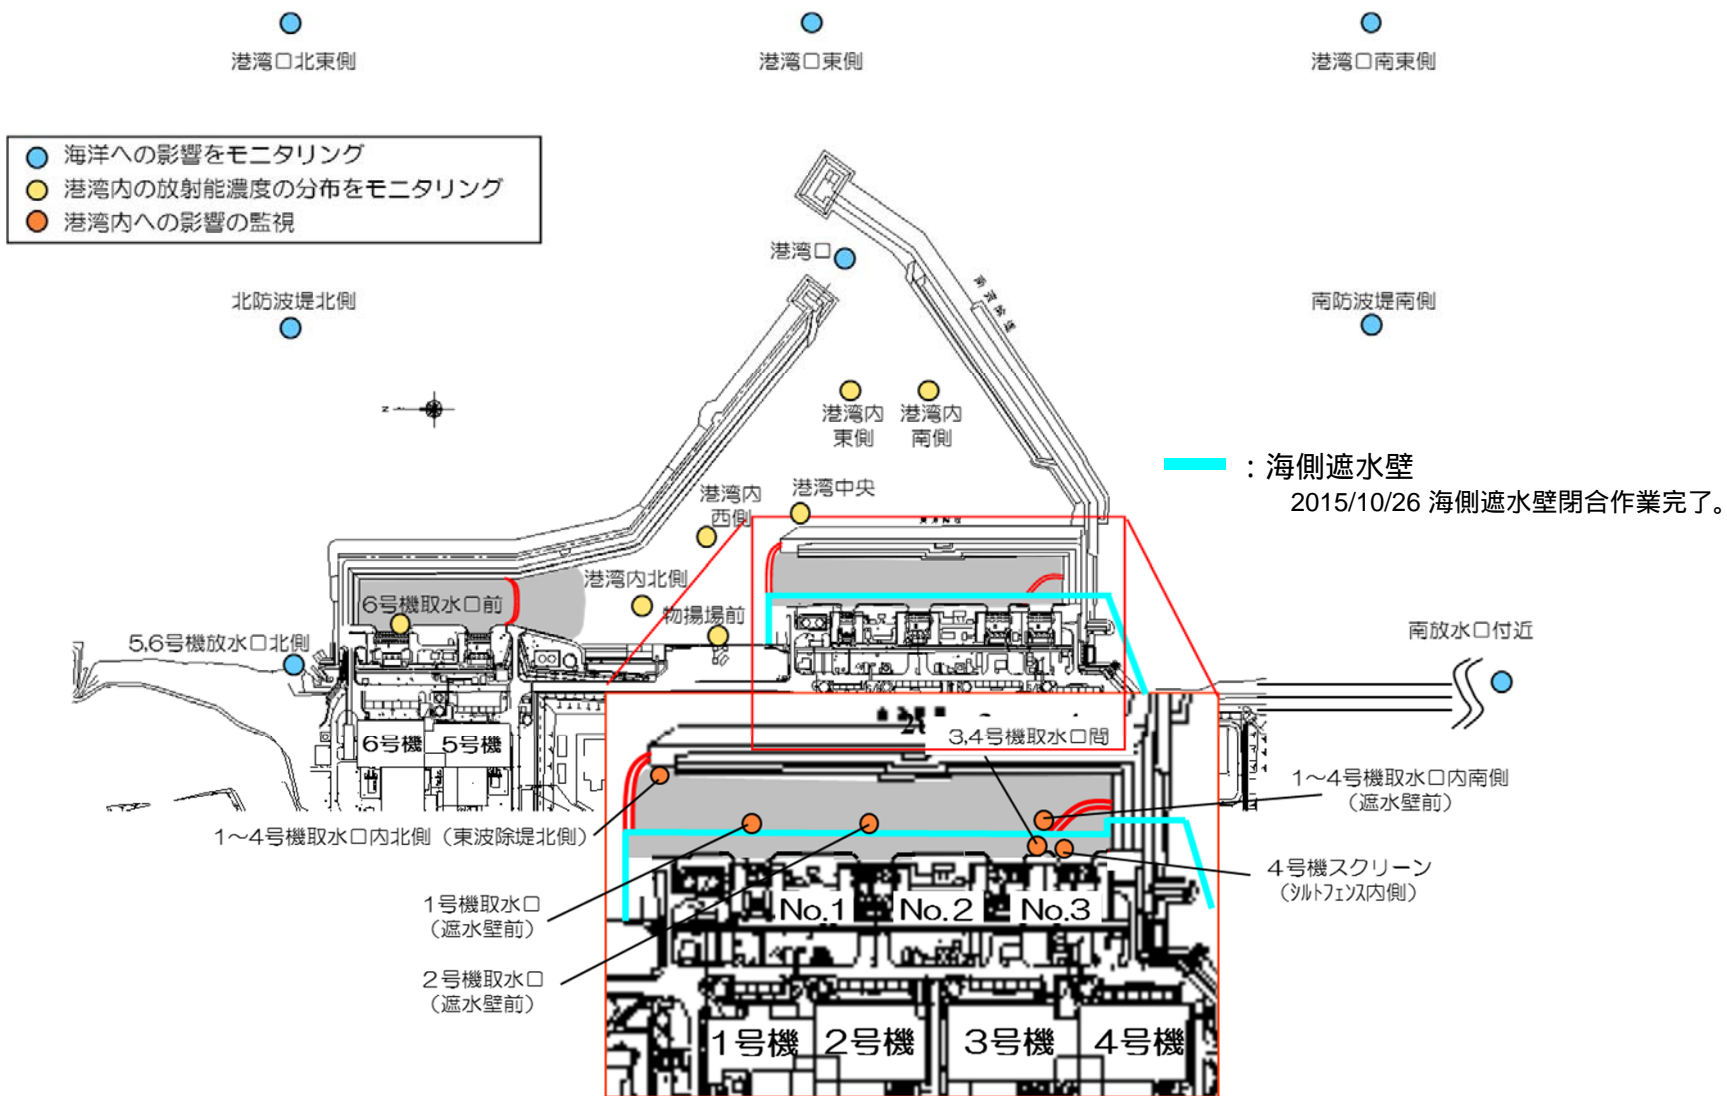 港湾口北東側
港湾口東側
港湾口南東側
海洋への影響をモニタリング
港湾内の放射能濃度の分布をモニタリング
港湾内への影響の監視
港湾口
北防波堤北側
南防波堤南側
N
港湾内
東側
港湾内
南側
:海側遮水壁
2015/10/26 海側遮水壁閉合作業完了。
港湾内
西側
港湾中央
港湾内北側
6号機取水口前
物揚場前
5,6号機放水口北側
南放水口付近
6号機
5号機
3,4号機取水口間
1~4号機取水口内南側
(遮水壁前)
1~4号機取水口内北側(東波除堤北側)
4号機スクリーン
(シルトフェンス内側)
1号機取水口
(遮水壁前)
No.1
No.2
No.3
2号機取水口
(遮水壁前)
1号機
2号機
3号機
4号機